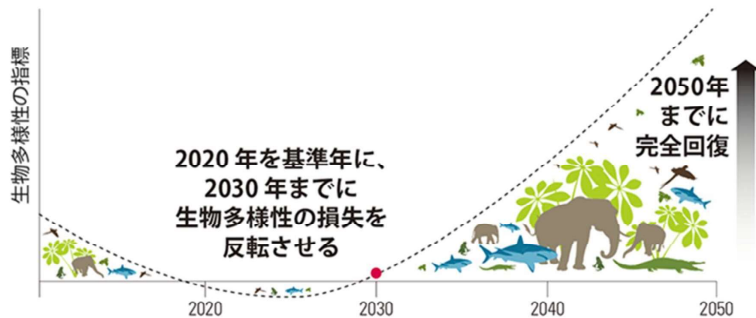 生物多様性の指標
2020 年を基準年に、
2030 年までに
生物多様性の損失を
反転させる
2050年
までに
完全回復
2020
2030
2040
2050